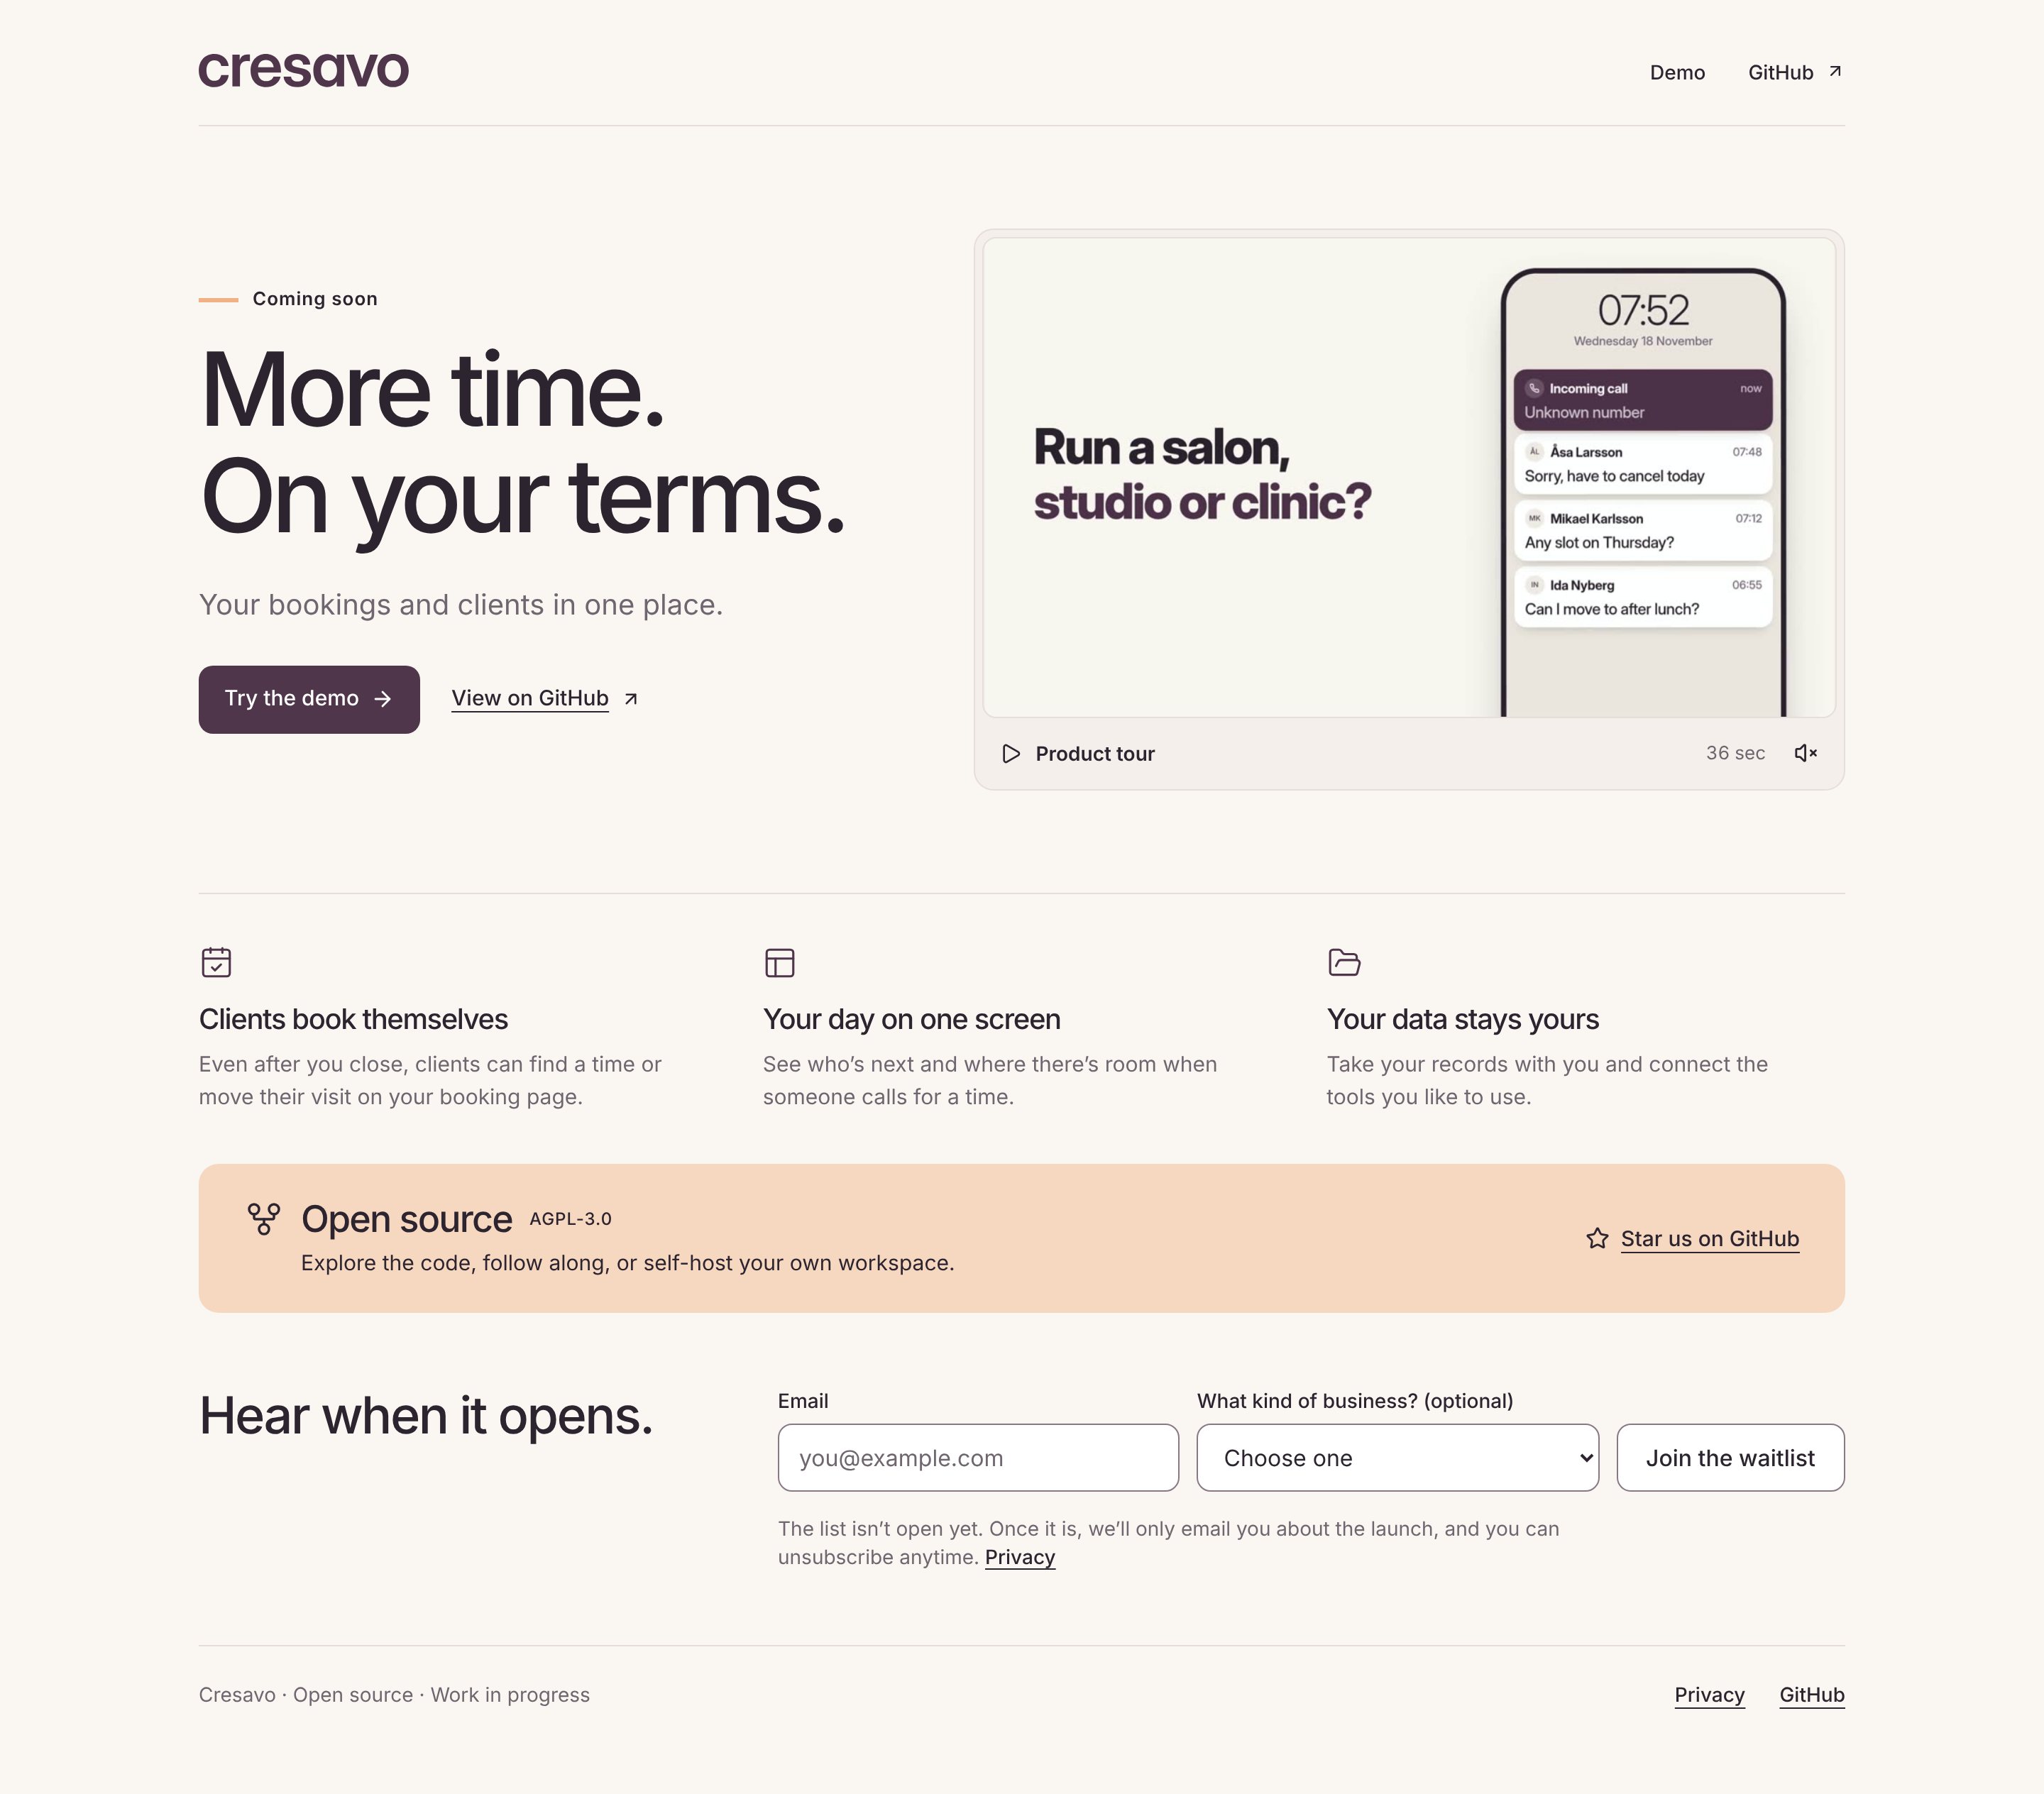 cresavo
Demo
GitHub
Coming soon
More time.
On your terms.
Your bookings and clients in one place.
Try the demo
View on GitHub
Run a salon,
studio or clinic?
07:52
Wednesday 18 November
Incoming call now
Unknown number
ÅL Åsa Larsson 07:48
Sorry, have to cancel today
MK Mikael Karlsson 07:12
Any slot on Thursday?
IN Ida Nyberg 06:55
Can I move to after lunch?
Product tour
36 sec
Clients book themselves
Even after you close, clients can find a time or
move their visit on your booking page.
Your day on one screen
See who’s next and where there’s room when
someone calls for a time.
Your data stays yours
Take your records with you and connect the
tools you like to use.
Open source AGPL-3.0
Explore the code, follow along, or self-host your own workspace.
Star us on GitHub
Hear when it opens.
Email
you@example.com
What kind of business? (optional)
Choose one
Join the waitlist
The list isn’t open yet. Once it is, we’ll only email you about the launch, and you can
unsubscribe anytime. Privacy
Cresavo · Open source · Work in progress
Privacy
GitHub